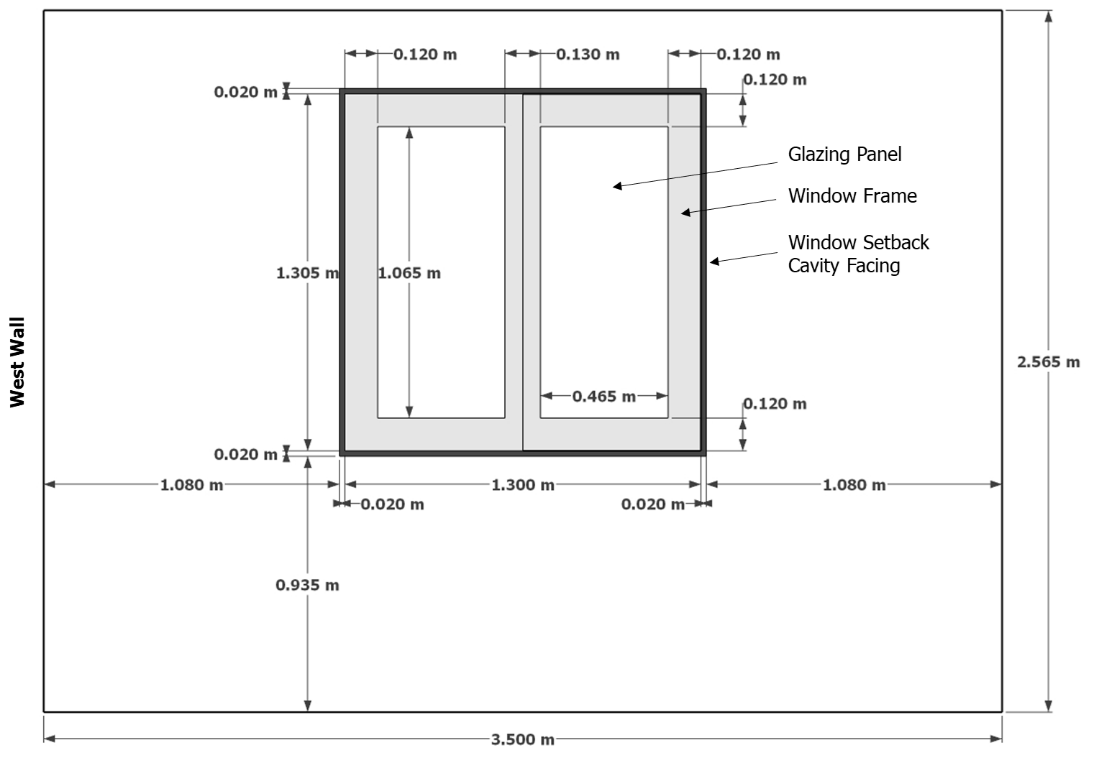 0.120 m
0.130 m
0.120 m
0.120 m
0.020 m
Glazing Panel
Window Frame
Window Setback
Cavity Facing
1.305 m
1.065 m
West Wall
2.565 m
0.465 m
0.120 m
0.020 m
1.080 m
1.300 m
1.080 m
0.020 m
0.020 m
0.935 m
3.500 m